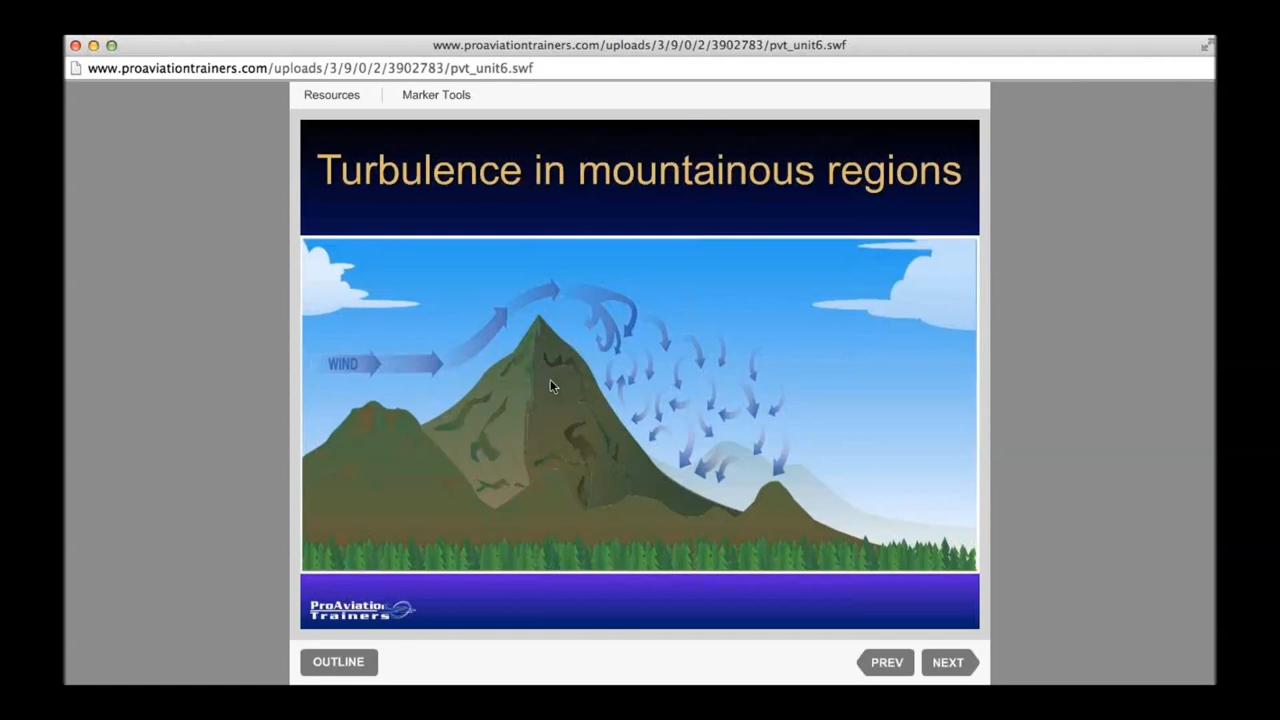 www.proaviationtrainers.com/uploads/3/9/0/2/3902783/pvt_unit6.swf
www.proaviationtrainers.com/uploads/3/9/0/2/3902783/pvt_unit6.swf
Resources
Marker Tools
Turbulence in mountainous regions
WIND
ProAviation
Trainers
OUTLINE
PREV
NEXT